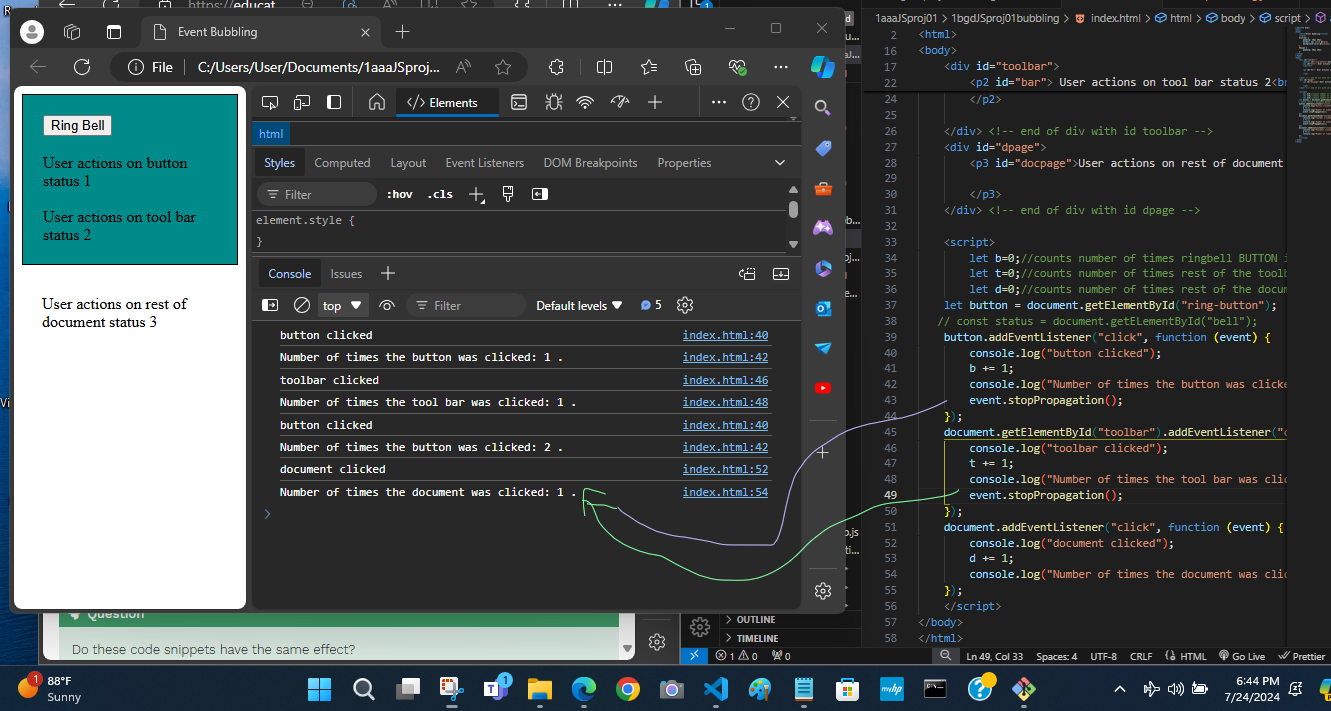 https://educat
Event Bubbling
File
C:/Users/User/Documents/1aaaJSproj...
Ring Bell
User actions on button
status 1
User actions on tool bar
status 2
User actions on rest of
document status 3
Elements
html
Styles Computed Layout Event Listeners DOM Breakpoints Properties
Filter :hov .cls
element.style {
}
Console Issues
top Filter Default levels 5
button clicked index.html:40
Number of times the button was clicked: 1 . index.html:42
toolbar clicked index.html:46
Number of times the tool bar was clicked: 1 . index.html:48
button clicked index.html:40
Number of times the button was clicked: 2 . index.html:42
document clicked index.html:52
Number of times the document was clicked: 1 . index.html:54
1aaaJSproj01 > 1bgdJSproj01bubbling > index.html > html > body > script >
2 <html>
16 <body>
17 <div id="toolbar">
22 <p2 id="bar"> User actions on tool bar status 2<br
24 </p2>
25
26 </div> <!-- end of div with id toolbar -->
27 <div id="dpage">
28 <p3 id="docpage">User actions on rest of document
29
30 </p3>
31 </div> <!-- end of div with id dpage -->
32
33 <script>
34 let b=0;//counts number of times ringbell BUTTON i
35 let t=0;//counts number of times rest of the toolb
36 let d=0;//counts number of times rest of the docum
37 let button = document.getElementById("ring-button");
38 // const status = document.getELementById("bell");
39 button.addEventListener("click", function (event) {
40 console.log("button clicked");
41 b += 1;
42 console.log("Number of times the button was clicke
43 event.stopPropagation();
44 });
45 document.getElementById("toolbar").addEventListener("c
46 console.log("toolbar clicked");
47 t += 1;
48 console.log("Number of times the tool bar was clic
49 event.stopPropagation();
50 });
51 document.addEventListener("click", function (event) {
52 console.log("document clicked");
53 d += 1;
54 console.log("Number of times the document was clic
55 });
56 </script>
57 </body>
58 </html>
OUTLINE
TIMELINE
1 0 0
Ln 49, Col 33 Spaces: 4 UTF-8 CRLF HTML Go Live Prettier
Question
Do these code snippets have the same effect?
1
88°F
Sunny
1
myhp
6:44 PM
7/24/2024